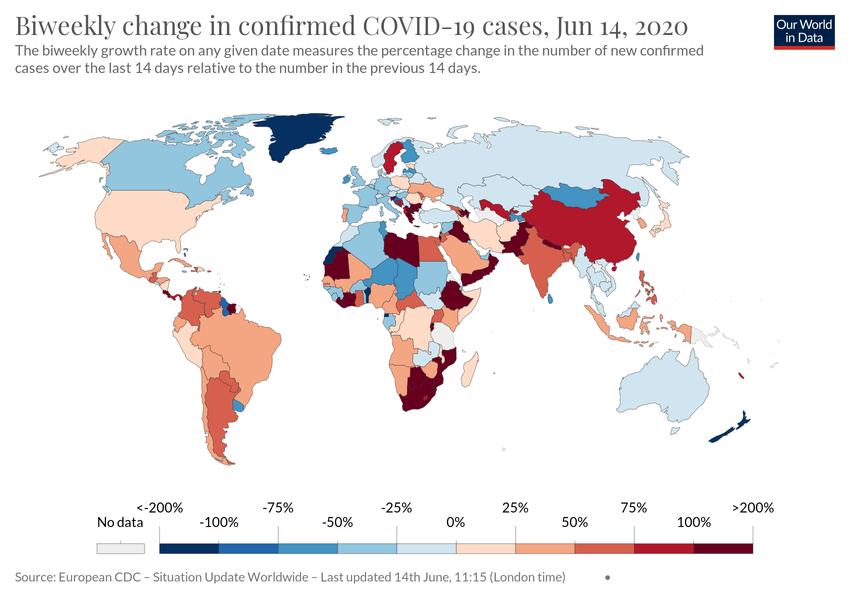 Biweekly change in confirmed COVID-19 cases, Jun 14, 2020
Our World
in Data
The biweekly growth rate on any given date measures the percentage change in the number of new confirmed
cases over the last 14 days relative to the number in the previous 14 days.
<-200% -75% -25% 25% 75% >200%
No data -100% -50% 0% 50% 100%
Source: European CDC – Situation Update Worldwide – Last updated 14th June, 11:15 (London time) •